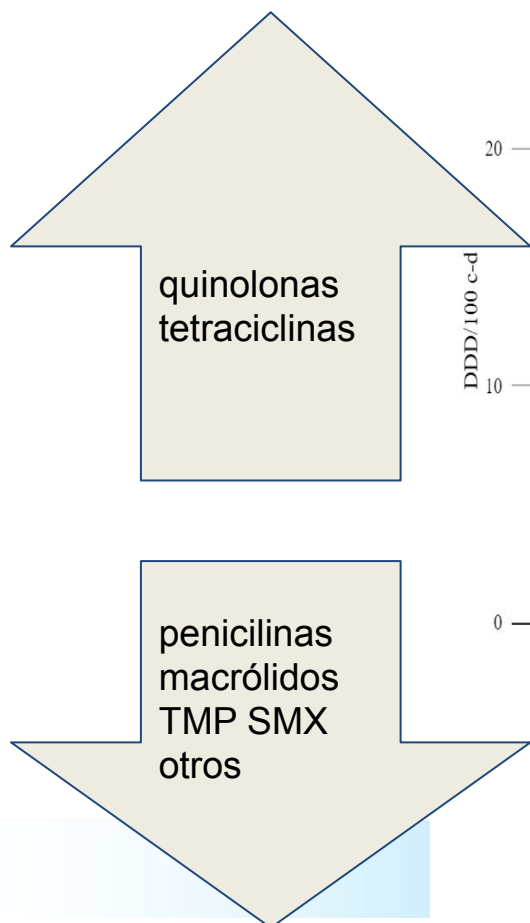 quinolonas
tetraciclinas
penicilinas
macrólidos
TMP SMX
otros
20
DDD/100 c-d
10
0